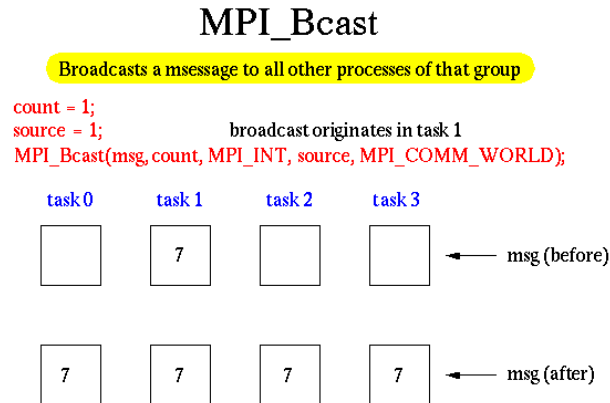 MPI_Bcast
Broadcasts a msessage to all other processes of that group
count = 1;
source = 1; broadcast originates in task 1
MPI_Bcast(msg, count, MPI_INT, source, MPI_COMM_WORLD);
task 0 task 1 task 2 task 3
7 msg (before)
7 7 7 7 msg (after)